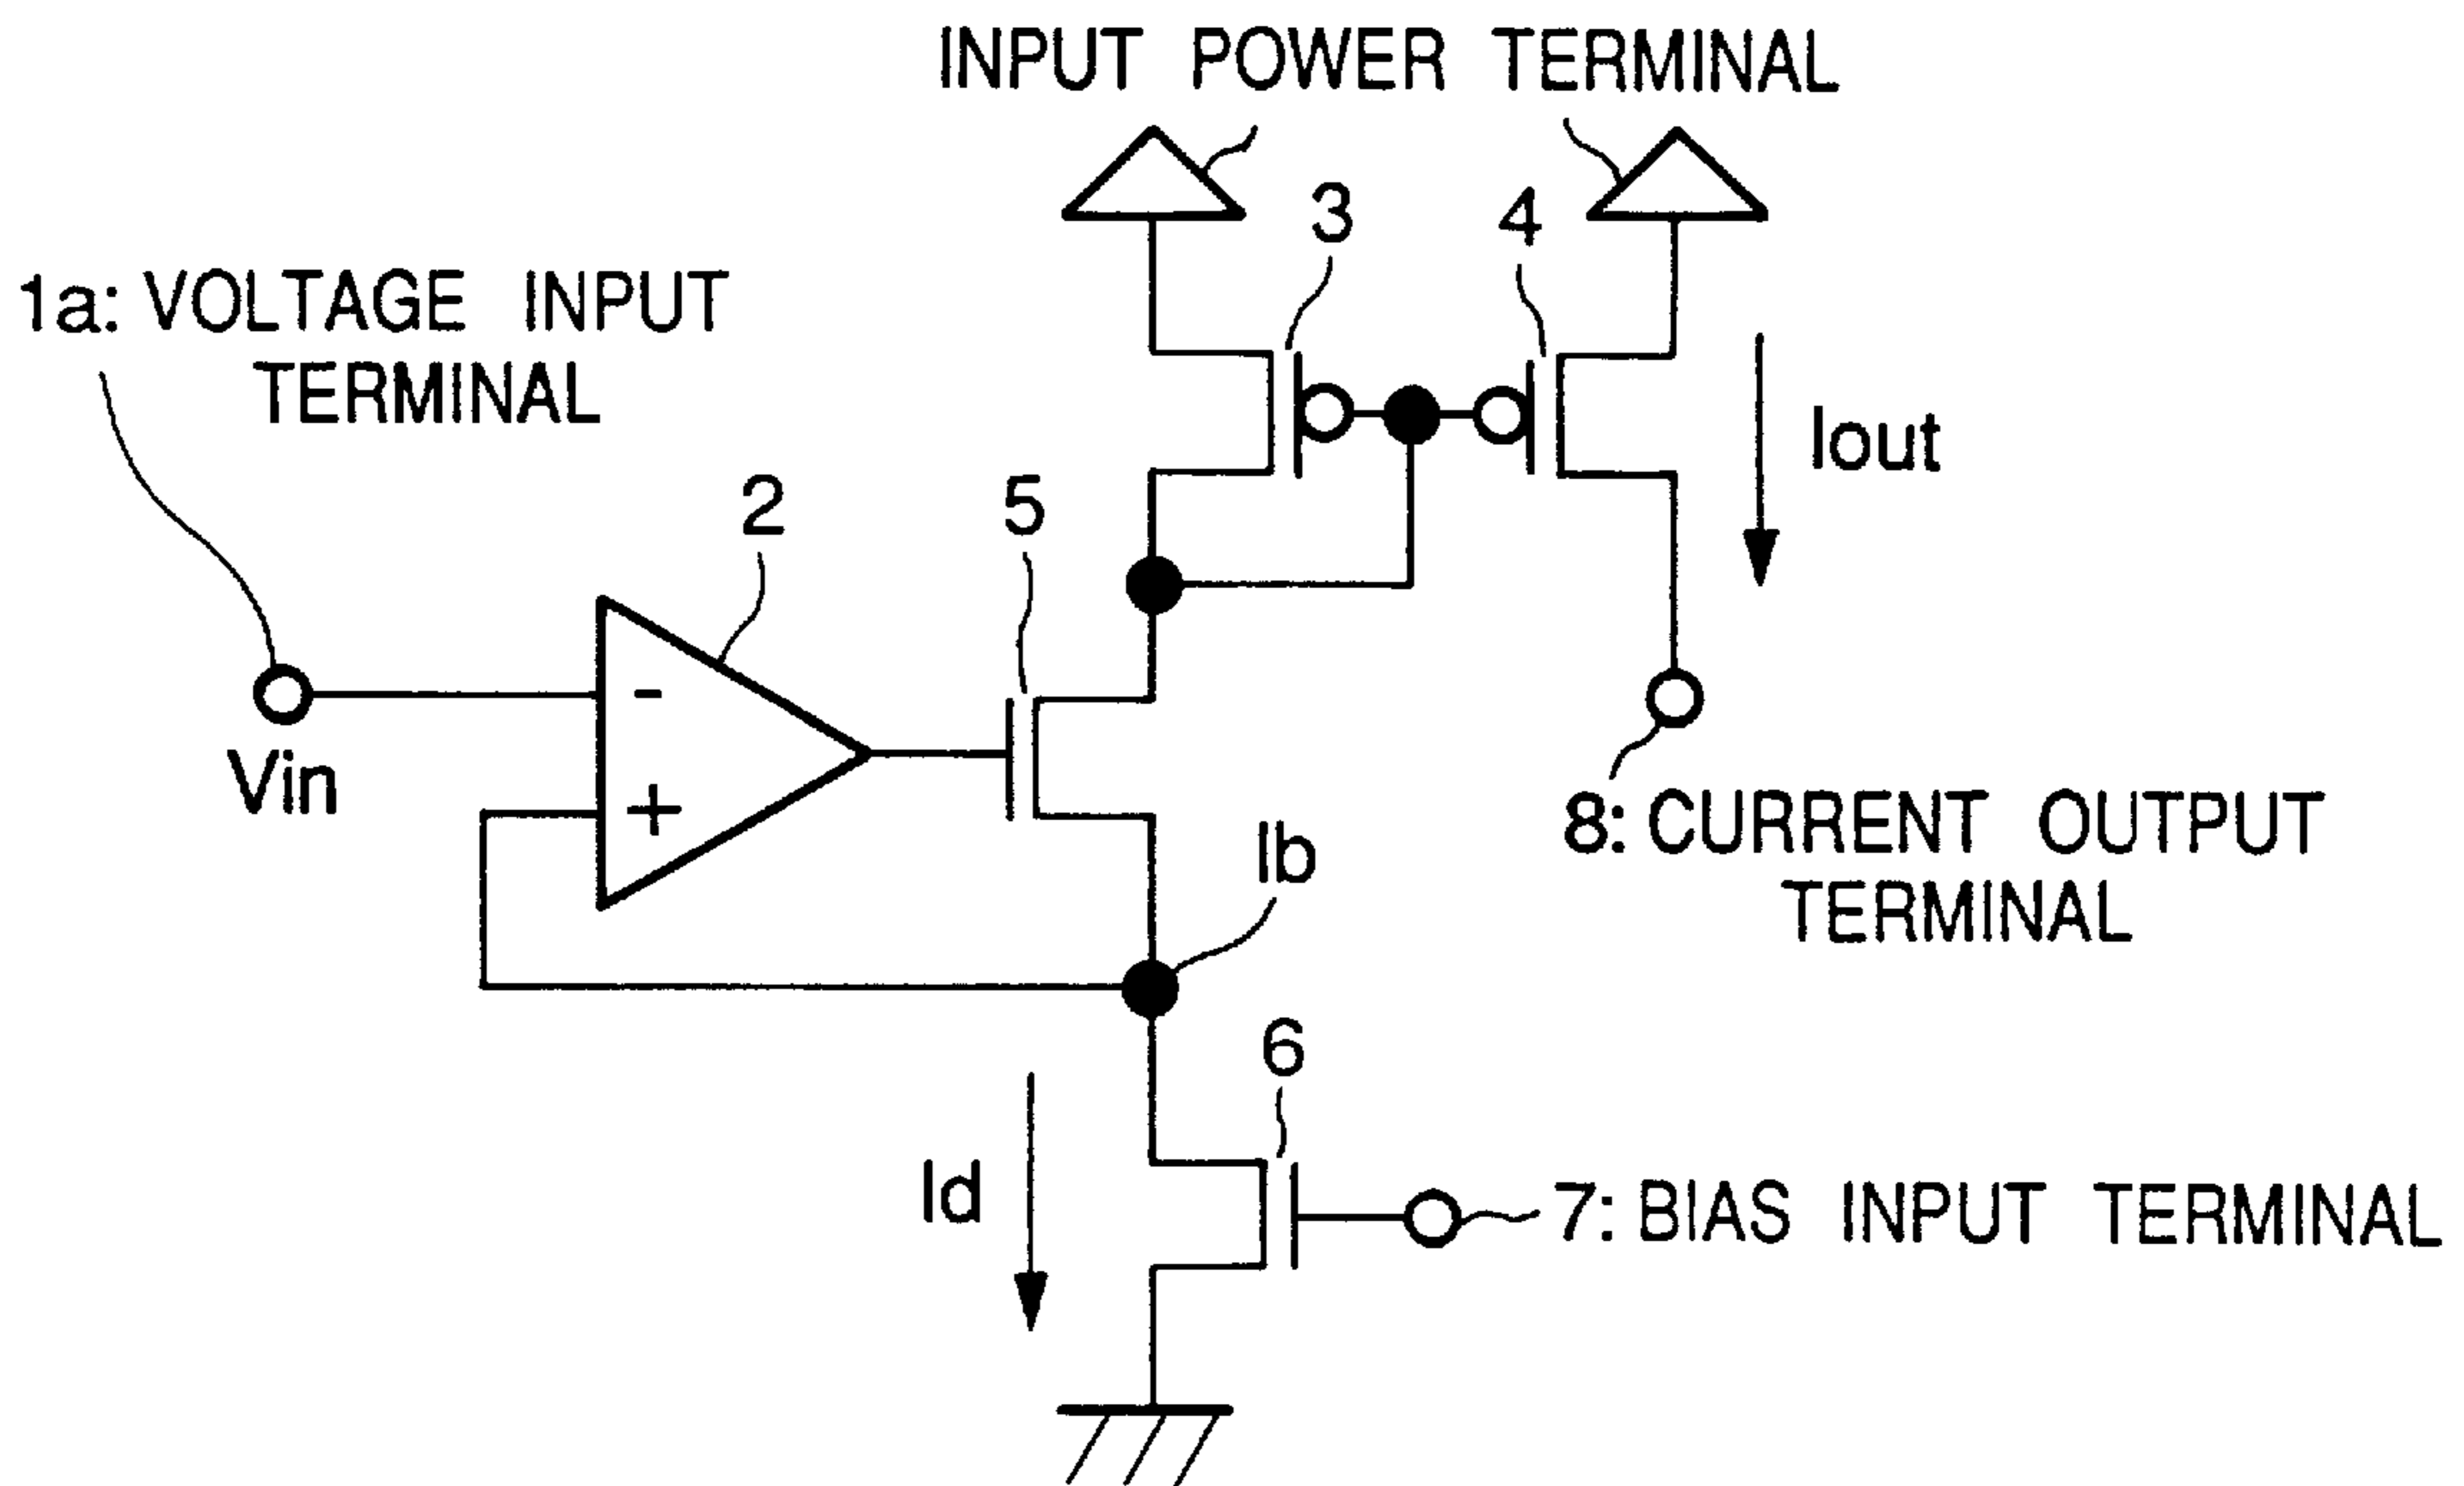 INPUT POWER TERMINAL
3
4
1a: VOLTAGE INPUT
TERMINAL
Iout
2
5
-
Vin
+
Ib
8: CURRENT OUTPUT
TERMINAL
6
Id
7: BIAS INPUT TERMINAL